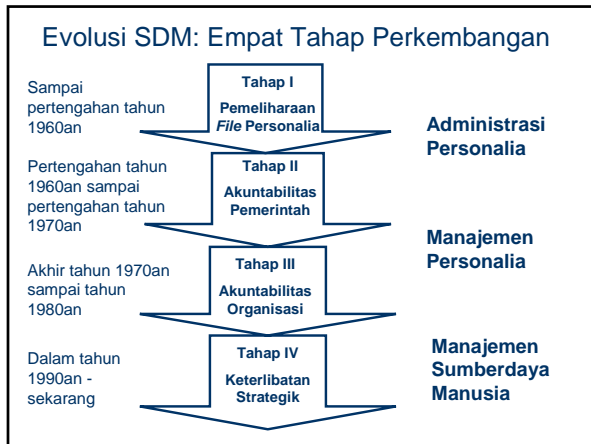 Evolusi SDM: Empat Tahap Perkembangan
Sampai
pertengahan tahun
1960an
Tahap I
Pemeliharaan
File Personalia
Administrasi
Personalia
Pertengahan tahun
1960an sampai
pertengahan tahun
1970an
Tahap II
Akuntabilitas
Pemerintah
Manajemen
Personalia
Akhir tahun 1970an
sampai tahun
1980an
Tahap III
Akuntabilitas
Organisasi
Dalam tahun
1990an -
sekarang
Tahap IV
Keterlibatan
Strategik
Manajemen
Sumberdaya
Manusia